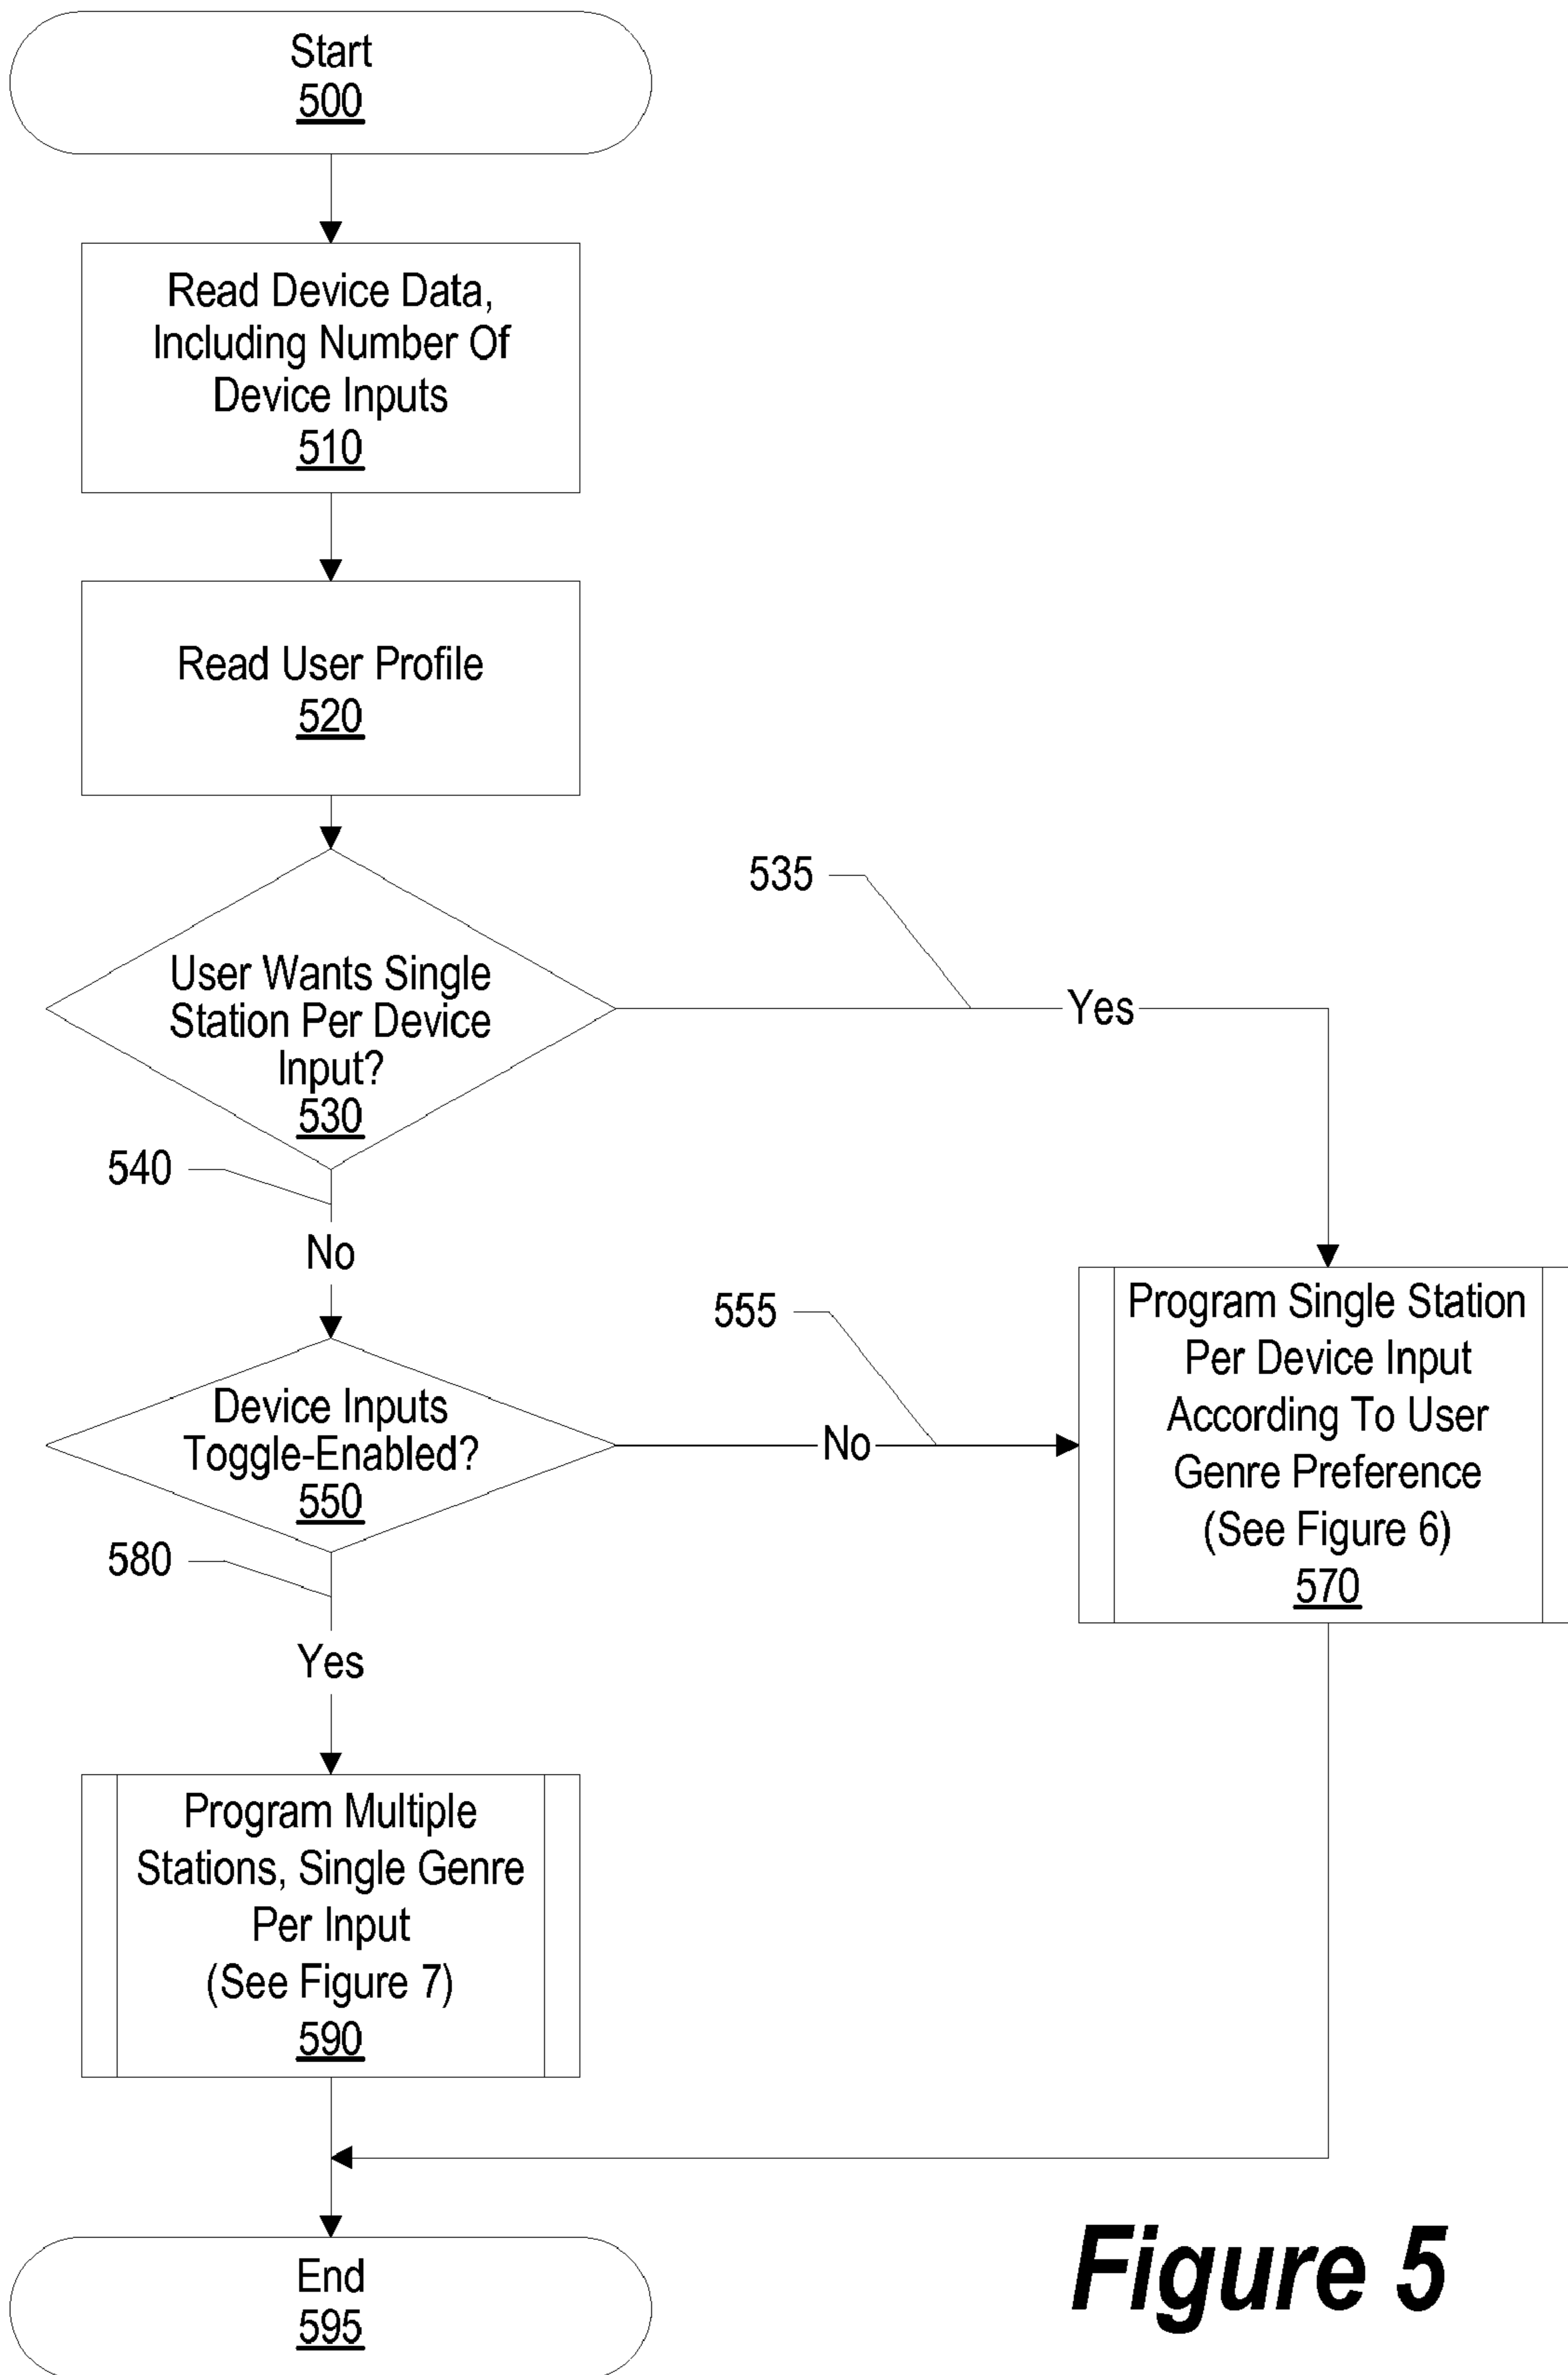 Start
500
Read Device Data,
Including Number Of
Device Inputs
510
Read User Profile
520
User Wants Single
Station Per Device
Input?
530
535
Yes
540
No
Device Inputs
Toggle-Enabled?
550
555
No
Program Single Station
Per Device Input
According To User
Genre Preference
(See Figure 6)
570
580
Yes
Program Multiple
Stations, Single Genre
Per Input
(See Figure 7)
590
End
595
Figure 5